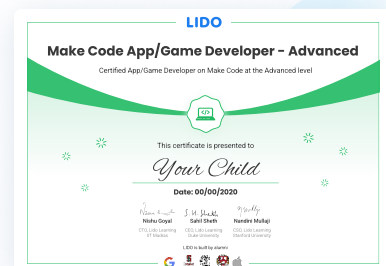 LIDO
Make Code App/Game Developer - Advanced
Certified App/Game Developer on Make Code at the Advanced level
This certificate is presented to
Your Child
Date: 00/00/2020
Nishu Goyal
Sahil Sheth
Nandini Mullaji
CTO, Lido Learning
CEO, Lido Learning
COO, Lido Learning
IIT Madras
Duke University
Stanford University
LIDO is built by alumni